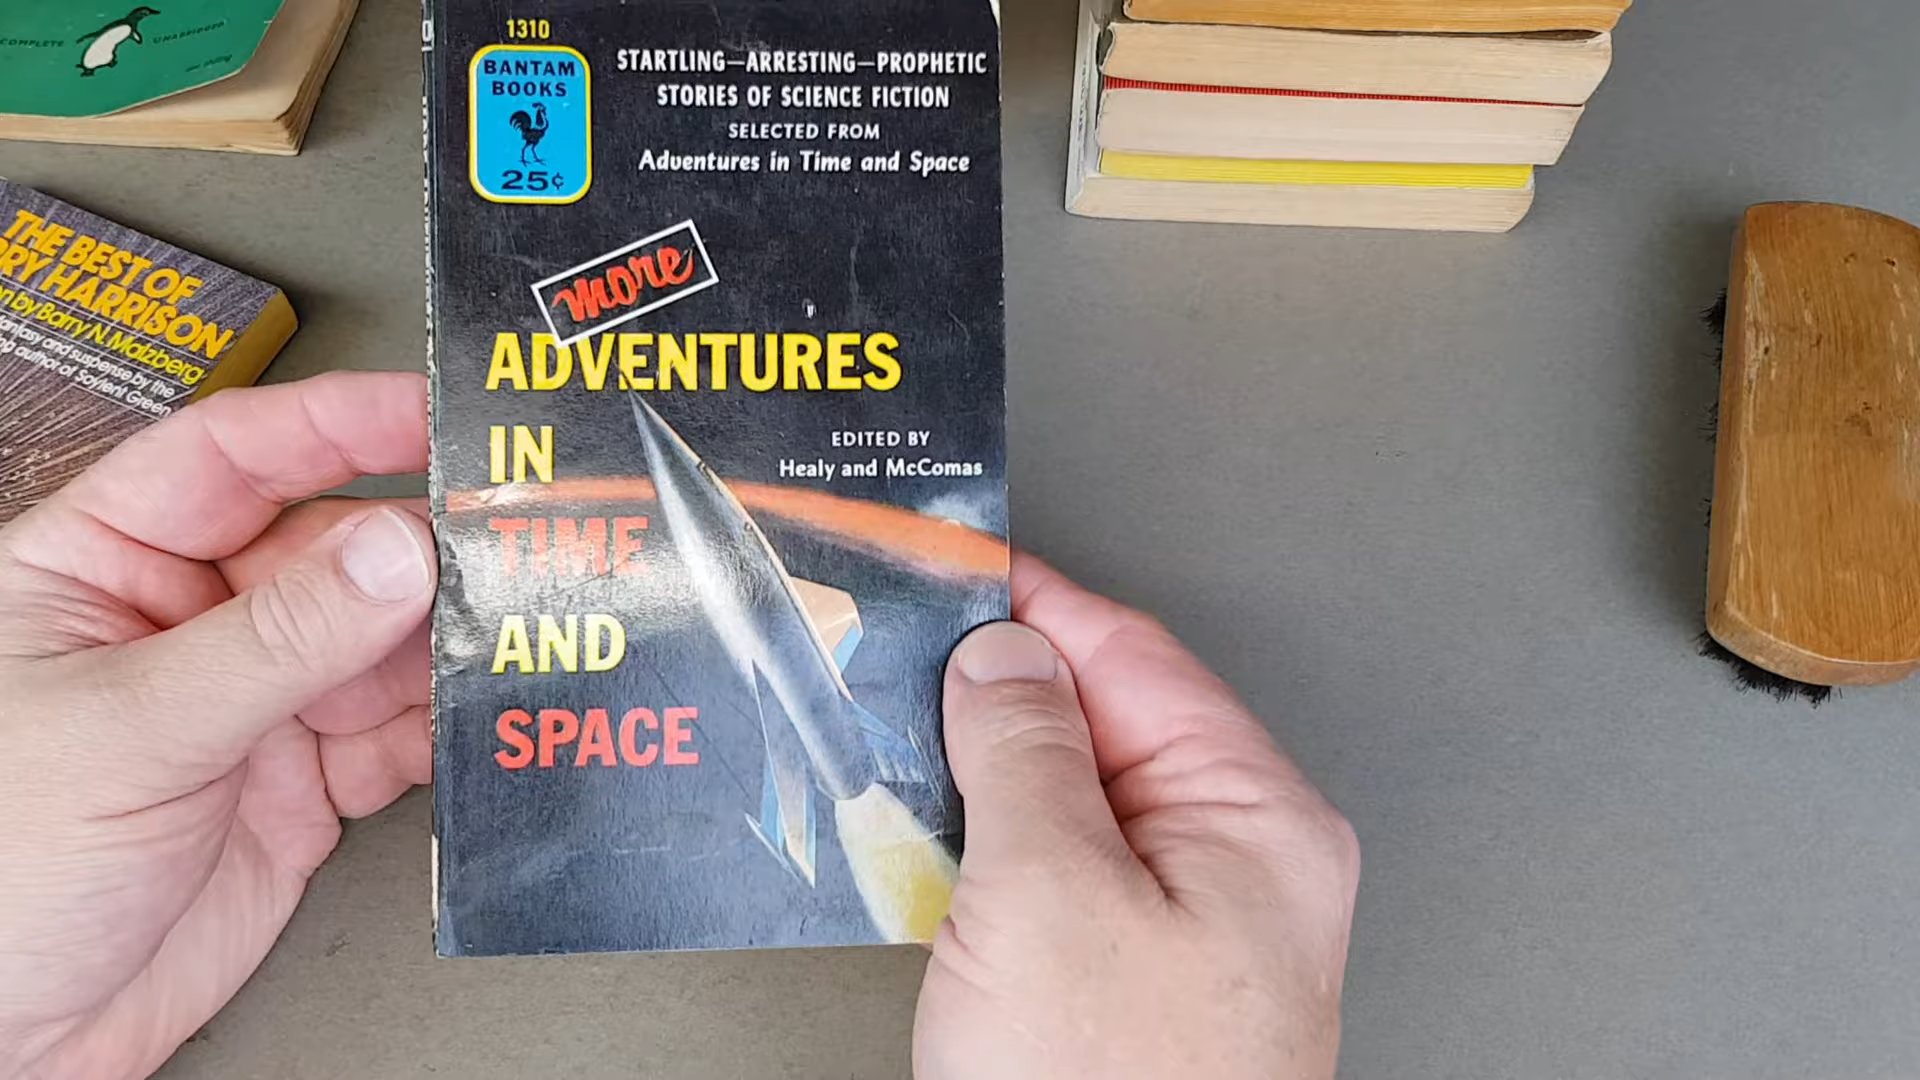 COMPLETE
UNABRIDGED
THE BEST OF
RY HARRISON
on by Barry N. Malzberg
fantasy and suspense by the
ng author of Soylent Green
1310
BANTAM
BOOKS
25¢
STARTLING—ARRESTING—PROPHETIC
STORIES OF SCIENCE FICTION
SELECTED FROM
Adventures in Time and Space
more
ADVENTURES
IN
TIME
AND
SPACE
EDITED BY
Healy and McComas